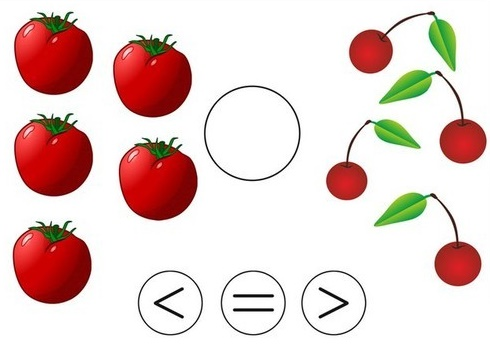 < = >